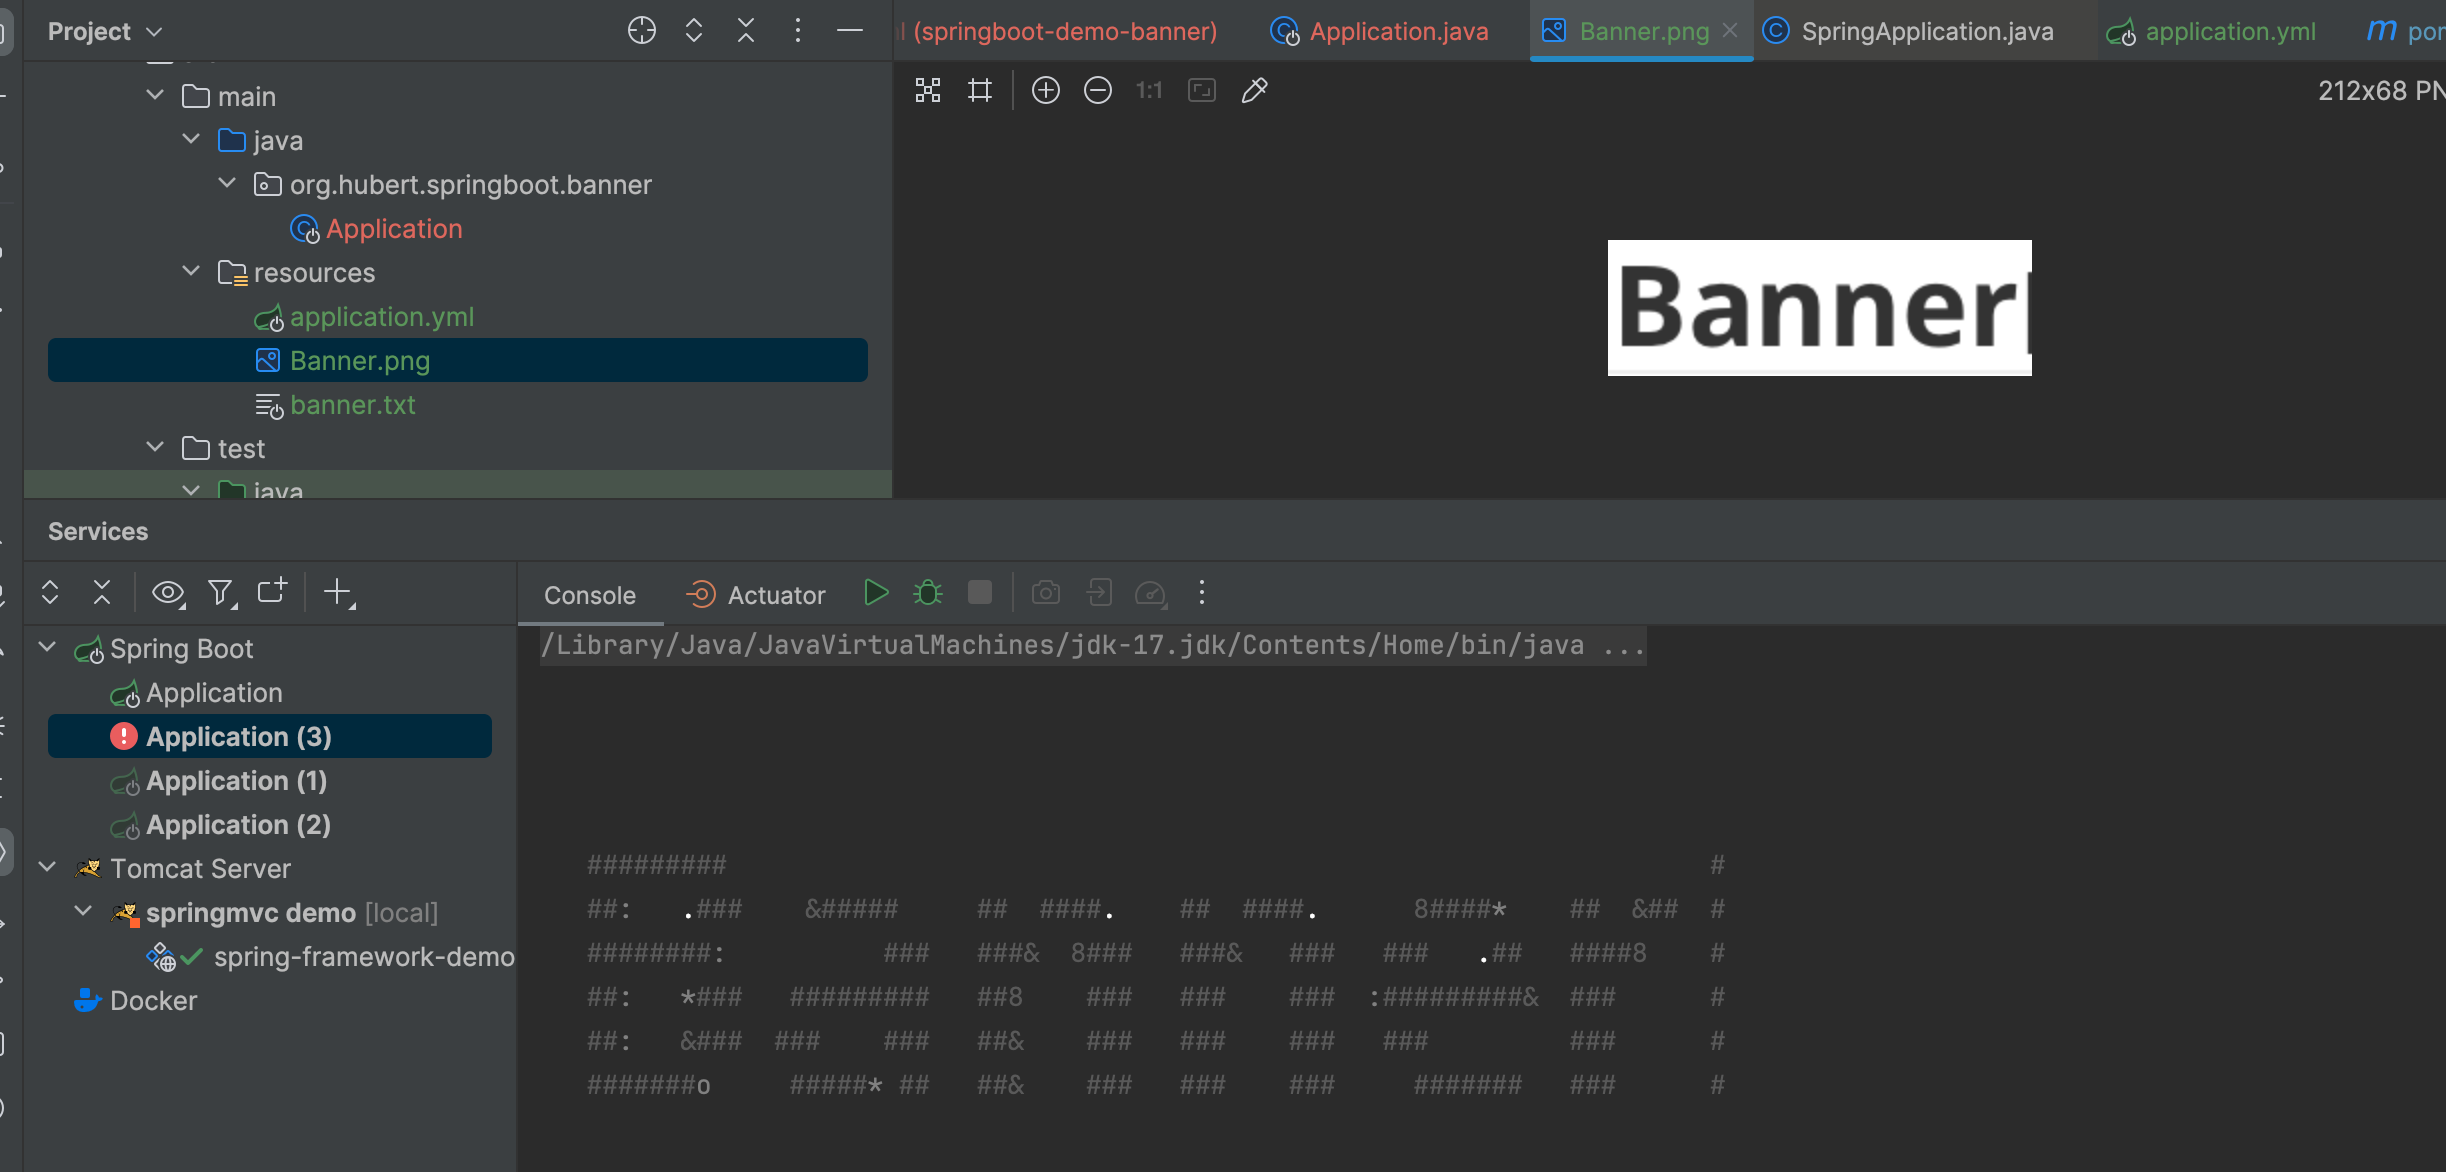 Project
(springboot-demo-banner)
Application.java
Banner.png
SpringApplication.java
application.yml
1:1
212x68
main
java
org.hubert.springboot.banner
Application
resources
application.yml
Banner.png
banner.txt
test
java
Banner
Services
Console
Actuator
Spring Boot
Application
Application (3)
Application (1)
Application (2)
Tomcat Server
springmvc demo [local]
spring-framework-demo
Docker
/Library/Java/JavaVirtualMachines/jdk-17.jdk/Contents/Home/bin/java ...
#########                                                               #
##:   .###    &#####     ##  ####.    ##  ####.      8####*    ##  &##  #
########:          ###   ###&  8###   ###&   ###   ###   .##   ####8    #
##:   *###   #########   ##8    ###   ###    ###  :#########&  ###      #
##:   &###  ###    ###   ##&    ###   ###    ###   ###         ###      #
#######o     #####* ##   ##&    ###   ###    ###     #######   ###      #